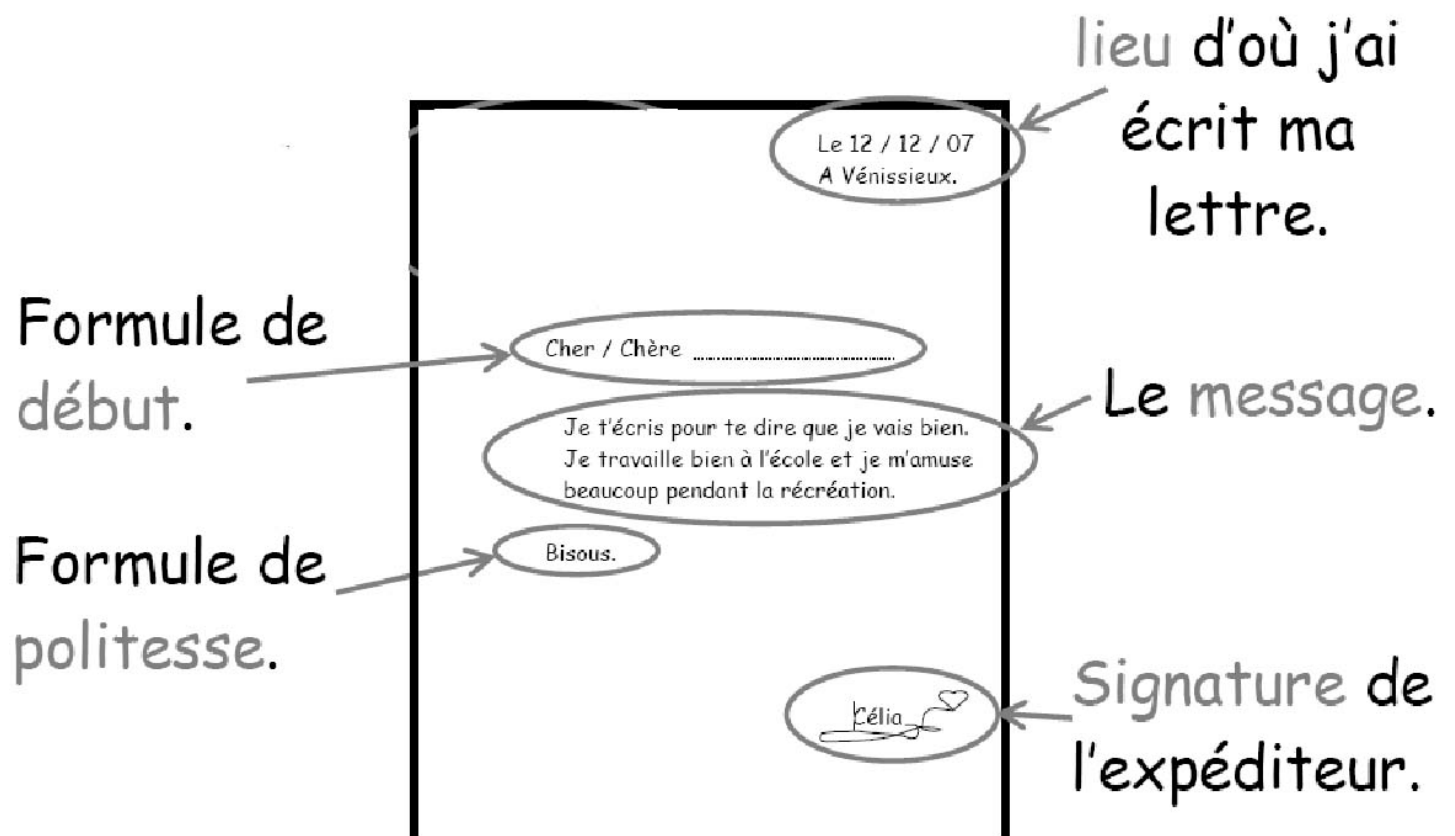 lieu d'où j'ai
écrit ma
lettre.
Le 12 / 12 / 07
A Vénissieux.
Formule de
début.
Cher / Chère ........................................
Le message.
Je t'écris pour te dire que je vais bien.
Je travaille bien à l'école et je m'amuse
beaucoup pendant la récréation.
Formule de
politesse.
Bisous.
Célia
Signature de
l'expéditeur.